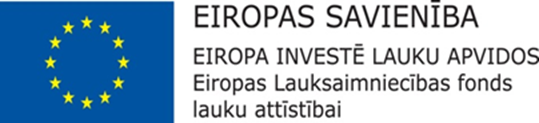 EIROPAS SAVIENĪBA
EIROPA INVESTĒ LAUKU APVIDOS
Eiropas Lauksaimniecības fonds
lauku attīstībai